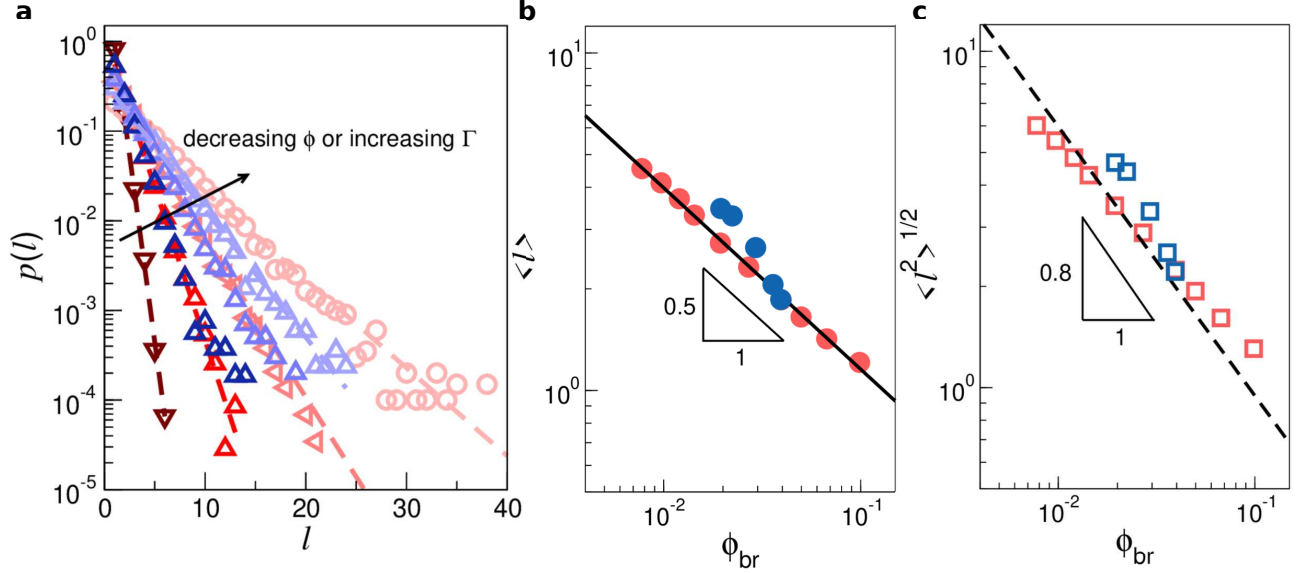 a
10^0
10^-1
10^-2
10^-3
10^-4
10^-5
p(l)
decreasing ϕ or increasing Γ
0 10 20 30 40
l
b
10^1
10^0
<l>
0.5
1
10^-2 10^-1
ϕ_br
c
10^1
10^0
<l^2>^1/2
0.8
1
10^-2 10^-1
ϕ_br